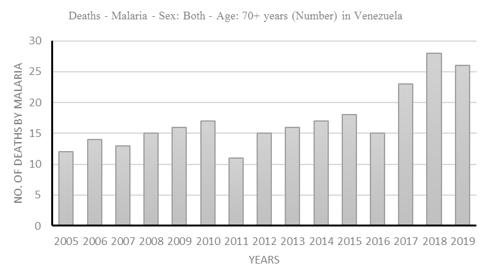 Deaths - Malaria - Sex: Both - Age: 70+ years (Number) in Venezuela
30
25
20
15
10
5
0
NO. OF DEATHS BY MALARIA
2005 2006 2007 2008 2009 2010 2011 2012 2013 2014 2015 2016 2017 2018 2019
YEARS